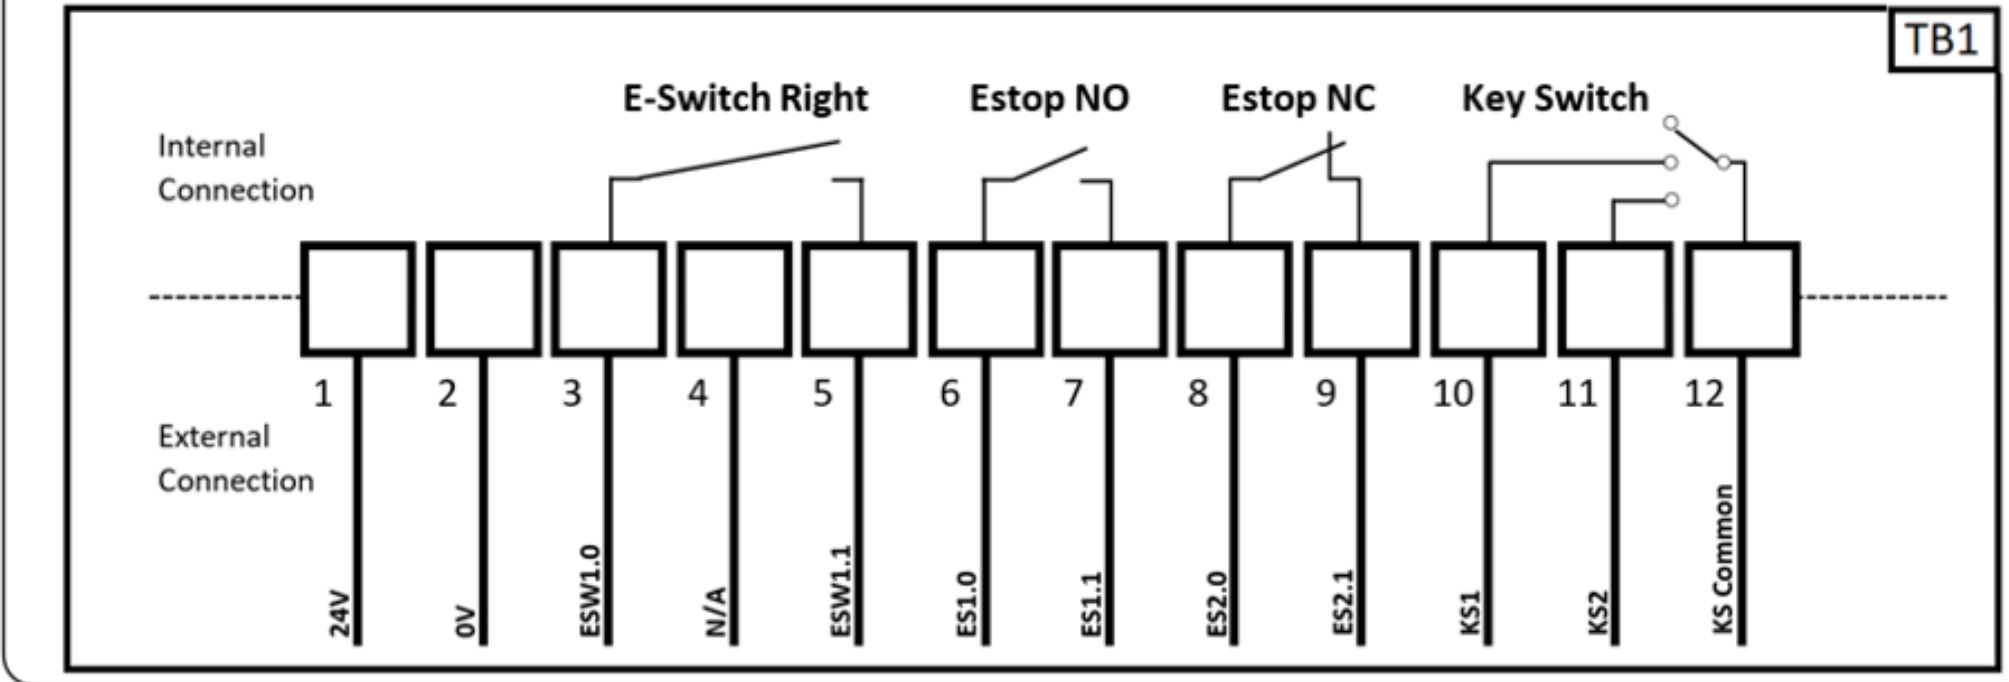 TB1
E-Switch Right Estop NO Estop NC Key Switch
Internal
Connection
1 2 3 4 5 6 7 8 9 10 11 12
External
Connection
24V
0V
ESW1.0
N/A
ESW1.1
ES1.0
ES1.1
ES2.0
ES2.1
KS1
KS2
KS Common